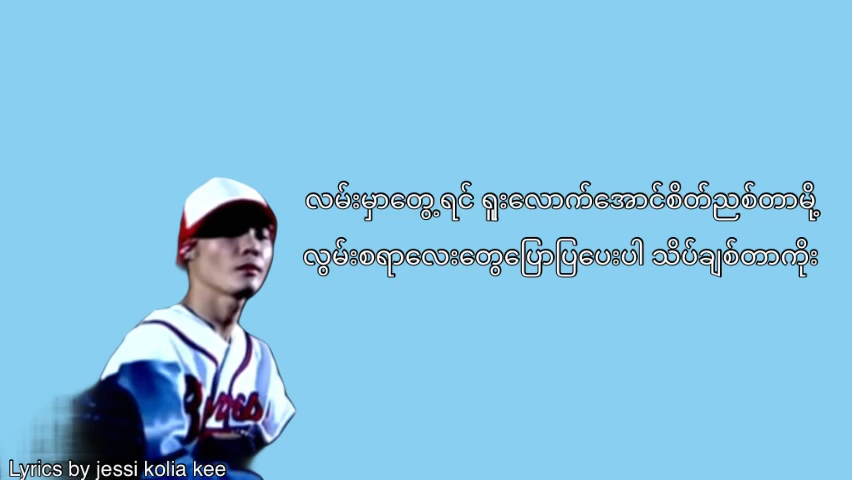 လမ်းမှာတွေ့ရင် ရူးလောက်အောင်စိတ်ညစ်တာမို့
လွမ်းစရာလေးတွေပြောပြပေးပါ သိပ်ချစ်တာကိုး
Lyrics by jessi kolia kee